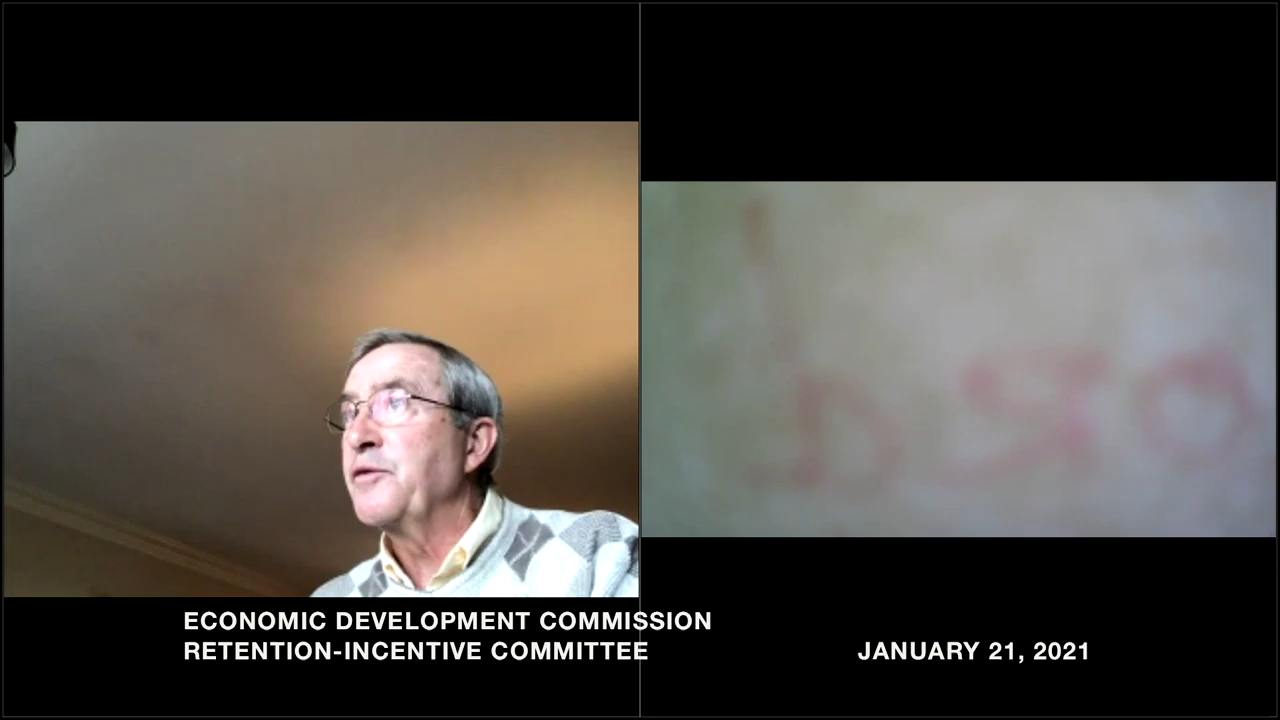 ECONOMIC DEVELOPMENT COMMISSION
RETENTION-INCENTIVE COMMITTEE
JANUARY 21, 2021